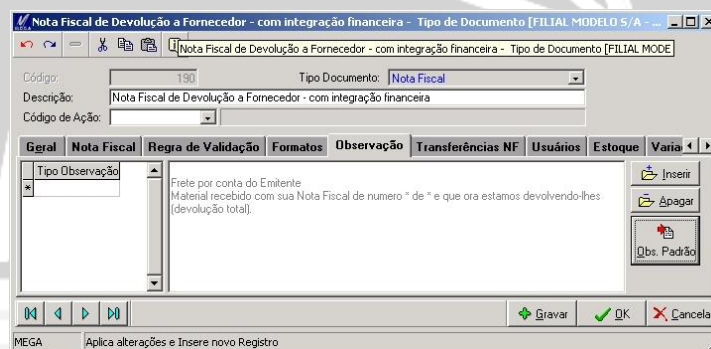 Nota Fiscal de Devolução a Fornecedor - com integração financeira - Tipo de Documento [FILIAL MODELO S/A - ...
Nota Fiscal de Devolução a Fornecedor - com integração financeira - Tipo de Documento [FILIAL MODE
Código: 190 Tipo Documento: Nota Fiscal
Descrição: Nota Fiscal de Devolução a Fornecedor - com integração financeira
Código de Ação:
Geral Nota Fiscal Regra de Validação Formatos Observação Transferências NF Usuários Estoque Varia
Tipo Observação
*
Frete por conta do Emitente
Material recebido com sua Nota Fiscal de numero * de * e que ora estamos devolvendo-lhes
(devolução total).
Inserir
Apagar
Obs. Padrão
Gravar OK Cancela
MEGA Aplica alterações e Insere novo Registro